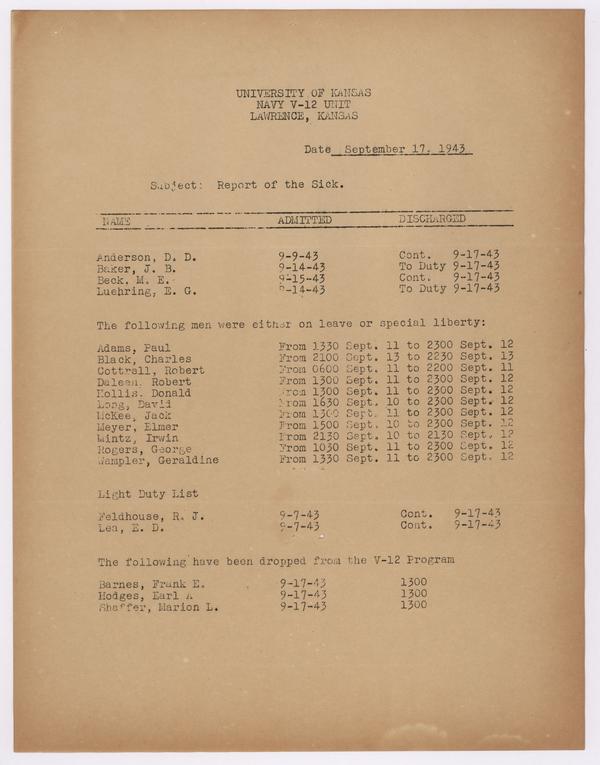 UNIVERSITY OF KANSAS
NAVY V-12 UNIT
LAWRENCE, KANSAS
Date September 17, 1943
Subject: Report of the Sick.
NAME ADMITTED DISCHARGED
Anderson, D. D. 9-9-43 Cont. 9-17-43
Baker, J. B. 9-14-43 To Duty 9-17-43
Beck, M. E. 9-15-43 Cont. 9-17-43
Luehring, E. G. 9-14-43 To Duty 9-17-43
The following men were either on leave or special liberty:
Adams, Paul From 1330 Sept. 11 to 2300 Sept. 12
Black, Charles From 2100 Sept. 13 to 2230 Sept. 13
Cottrall, Robert From 0600 Sept. 11 to 2200 Sept. 11
Daleen, Robert From 1300 Sept. 11 to 2300 Sept. 12
Hollis, Donald From 1300 Sept. 11 to 2300 Sept. 12
Long, David From 1630 Sept. 10 to 2300 Sept. 12
McKee, Jack From 1300 Sept. 11 to 2300 Sept. 12
Meyer, Elmer From 1500 Sept. 10 to 2300 Sept. 12
Mintz, Irwin From 2130 Sept. 10 to 2130 Sept. 12
Rogers, George From 1030 Sept. 11 to 2300 Sept. 12
Wampler, Geraldine From 1330 Sept. 11 to 2300 Sept. 12
Light Duty List
Feldhouse, R. J. 9-7-43 Cont. 9-17-43
Lea, E. D. 9-7-43 Cont. 9-17-43
The following have been dropped from the V-12 Program
Barnes, Frank E. 9-17-43 1300
Hodges, Earl A 9-17-43 1300
Shaffer, Marion L. 9-17-43 1300